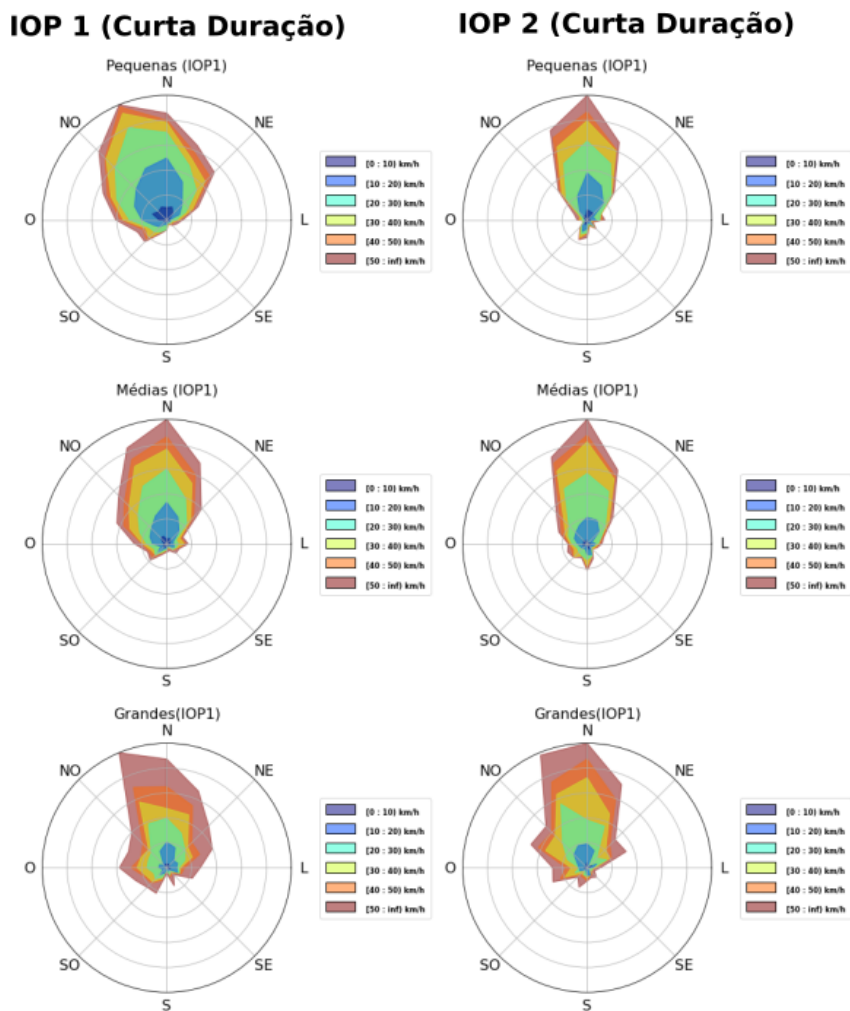 IOP 1 (Curta Duração)
IOP 2 (Curta Duração)
Pequenas (IOP1)
N
NO
NE
O
L
SO
SE
S
[0 : 10) km/h
[10 : 20) km/h
[20 : 30) km/h
[30 : 40) km/h
[40 : 50) km/h
[50 : inf) km/h
Pequenas (IOP1)
N
NO
NE
O
L
SO
SE
S
[0 : 10) km/h
[10 : 20) km/h
[20 : 30) km/h
[30 : 40) km/h
[40 : 50) km/h
[50 : inf) km/h
Médias (IOP1)
N
NO
NE
O
L
SO
SE
S
[0 : 10) km/h
[10 : 20) km/h
[20 : 30) km/h
[30 : 40) km/h
[40 : 50) km/h
[50 : inf) km/h
Médias (IOP1)
N
NO
NE
O
L
SO
SE
S
[0 : 10) km/h
[10 : 20) km/h
[20 : 30) km/h
[30 : 40) km/h
[40 : 50) km/h
[50 : inf) km/h
Grandes(IOP1)
N
NO
NE
O
L
SO
SE
S
[0 : 10) km/h
[10 : 20) km/h
[20 : 30) km/h
[30 : 40) km/h
[40 : 50) km/h
[50 : inf) km/h
Grandes(IOP1)
N
NO
NE
O
L
SO
SE
S
[0 : 10) km/h
[10 : 20) km/h
[20 : 30) km/h
[30 : 40) km/h
[40 : 50) km/h
[50 : inf) km/h